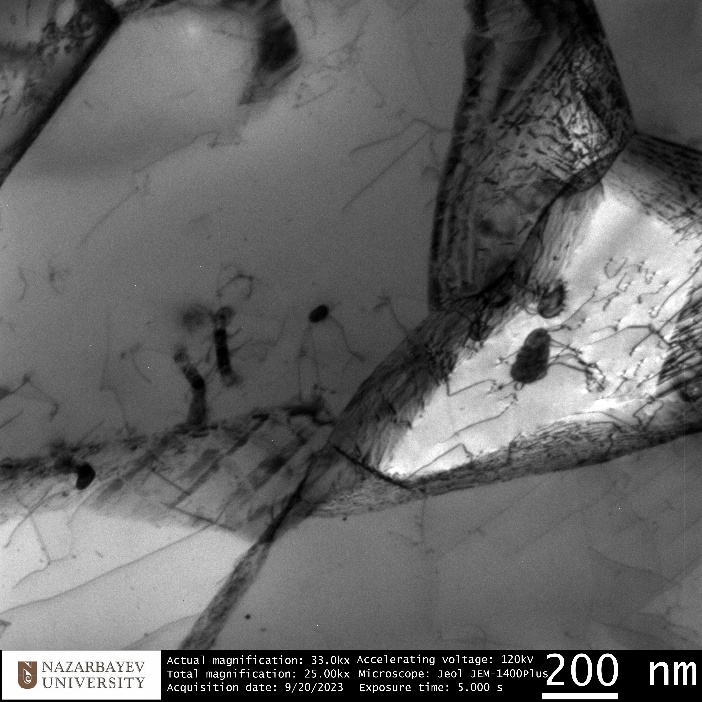 NAZARBAYEV
UNIVERSITY
Actual magnification: 33.0kx Accelerating voltage: 120kV
Total magnification: 25.00kx Microscope: Jeol JEM-1400Plus
Acquisition date: 9/20/2023 Exposure time: 5.000 s
200 nm